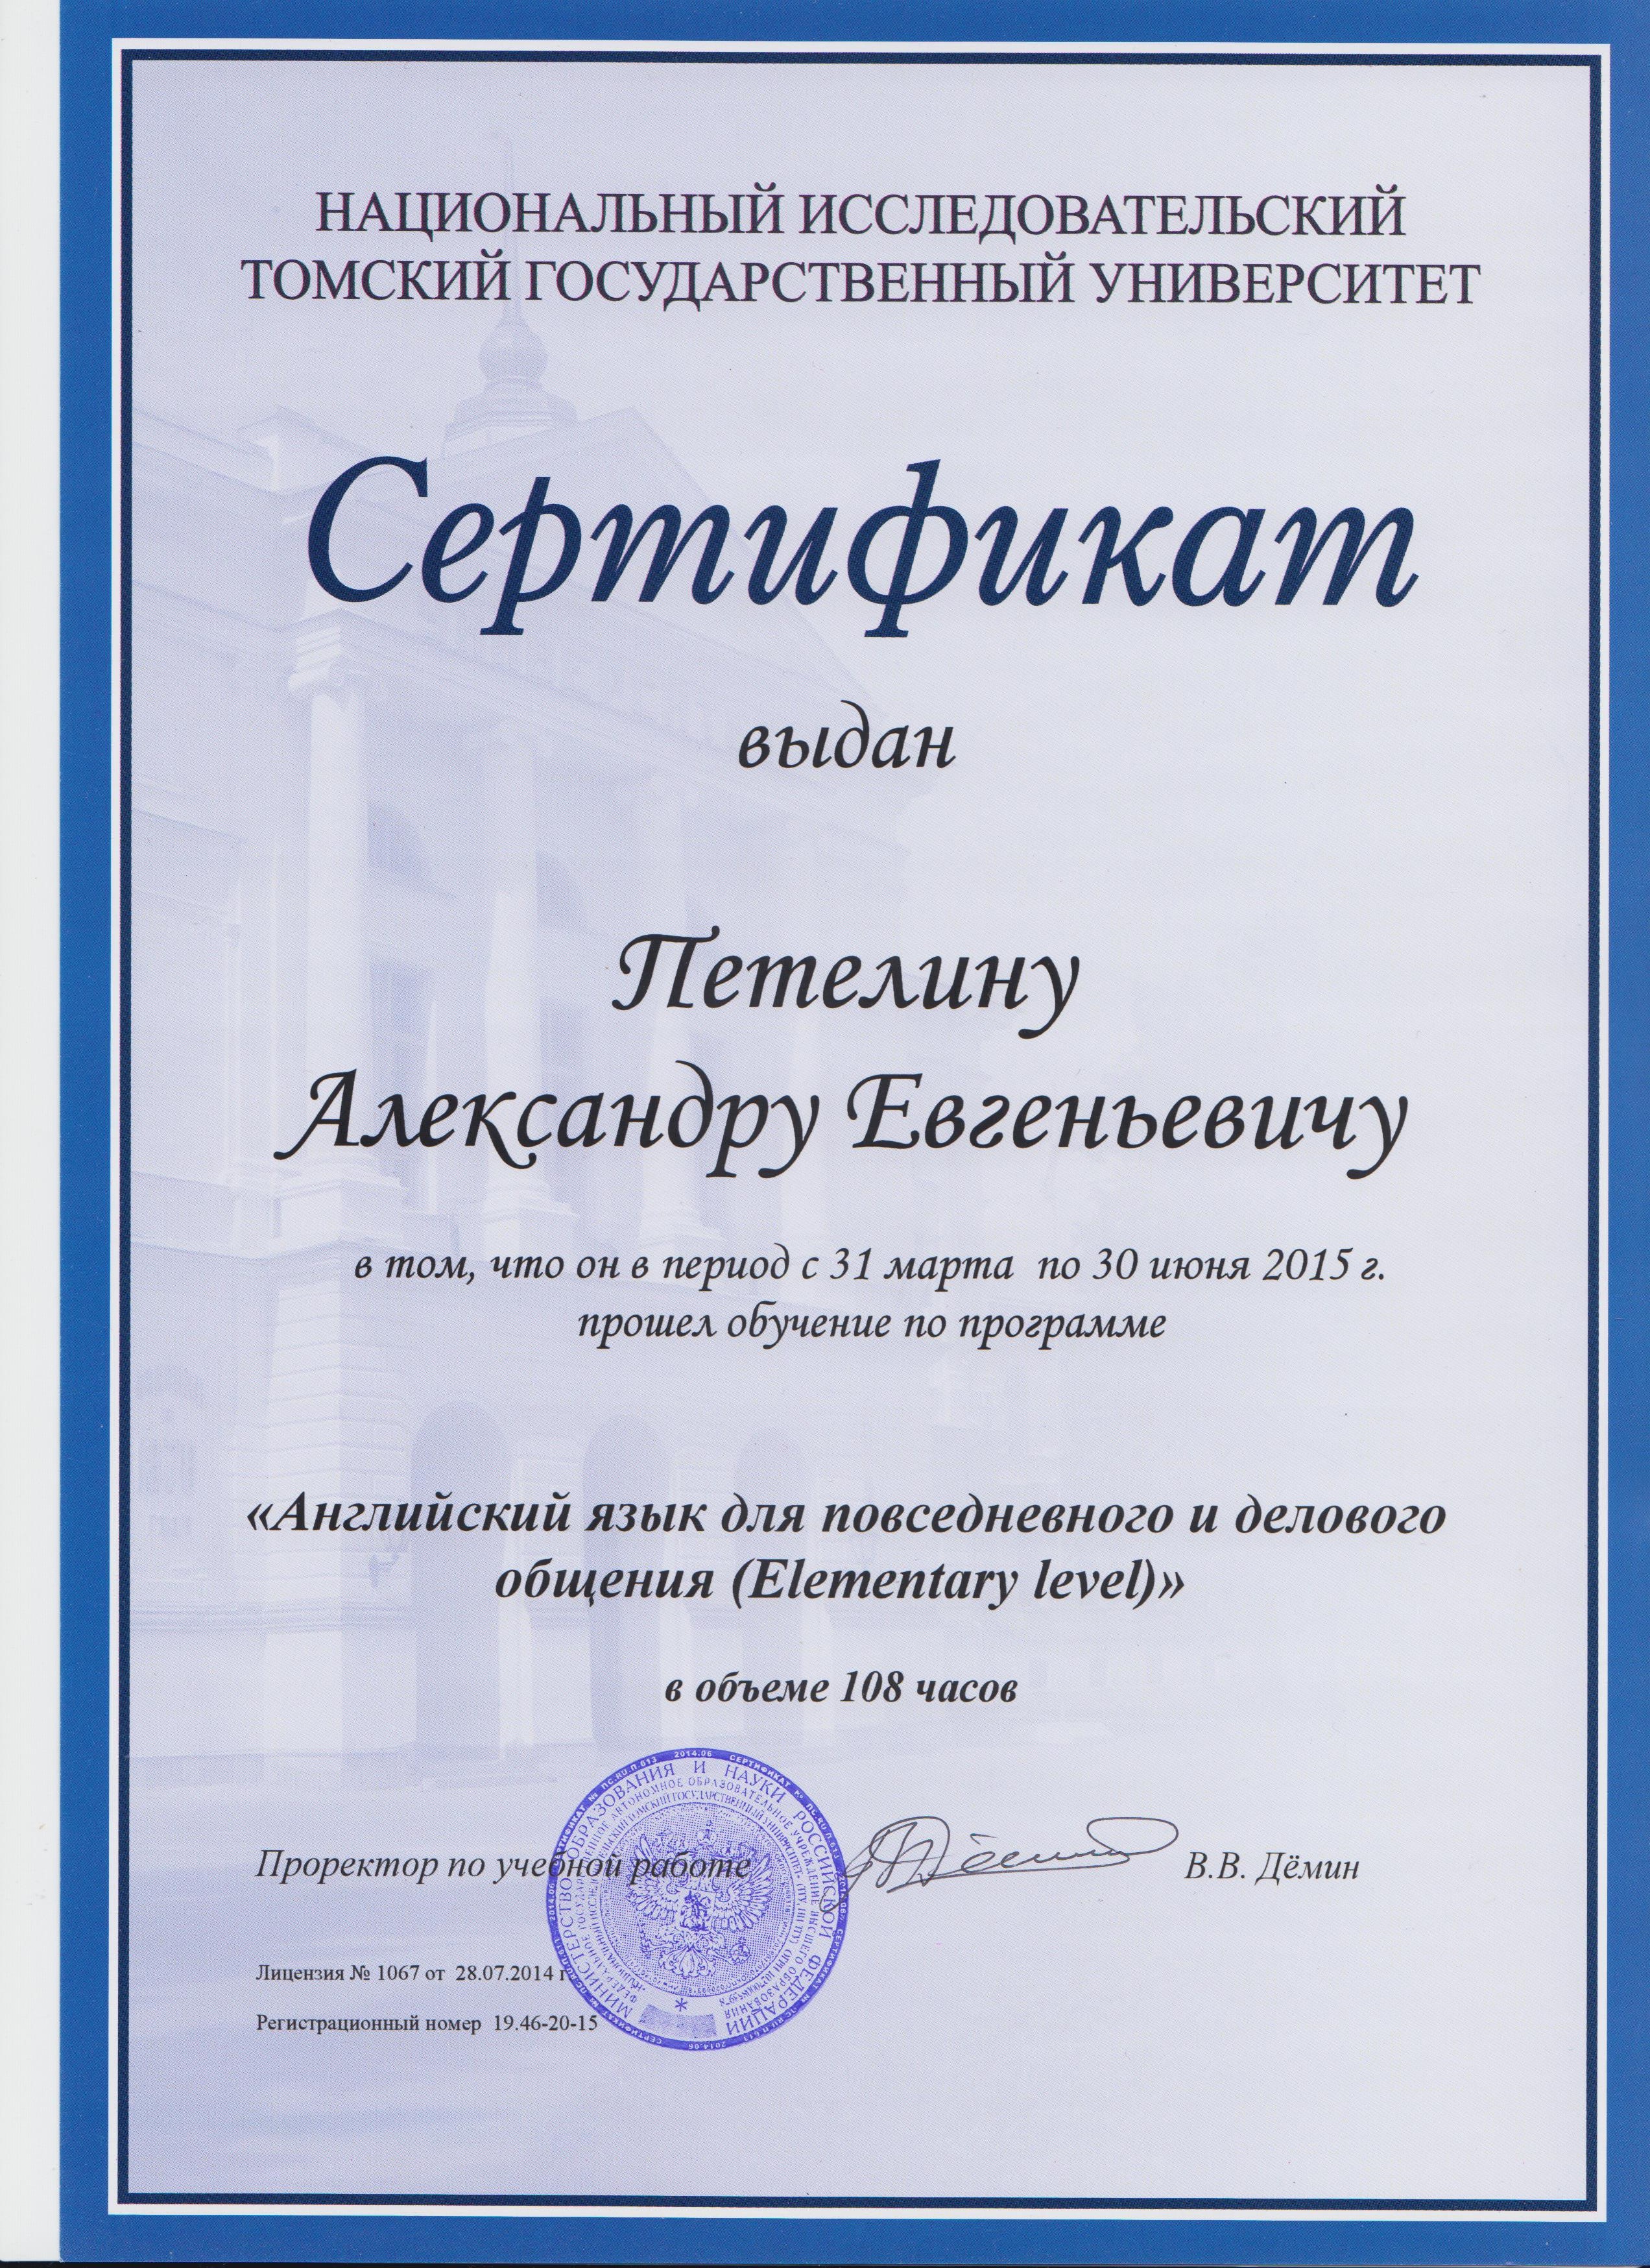 НАЦИОНАЛЬНЫЙ ИССЛЕДОВАТЕЛЬСКИЙ
ТОМСКИЙ ГОСУДАРСТВЕННЫЙ УНИВЕРСИТЕТ
Сертификат
выдан
Петелину
Александру Евгеньевичу
в том, что он в период с 31 марта по 30 июня 2015 г.
прошел обучение по программе
«Английский язык для повседневного и делового
общения (Elementary level)»
в объеме 108 часов
Проректор по учебной работе В.В. Дёмин
Лицензия № 1067 от 28.07.2014 г
Регистрационный номер 19.46-20-15
МИНИСТЕРСТВО ОБРАЗОВАНИЯ И НАУКИ РОССИЙСКОЙ ФЕДЕРАЦИИ